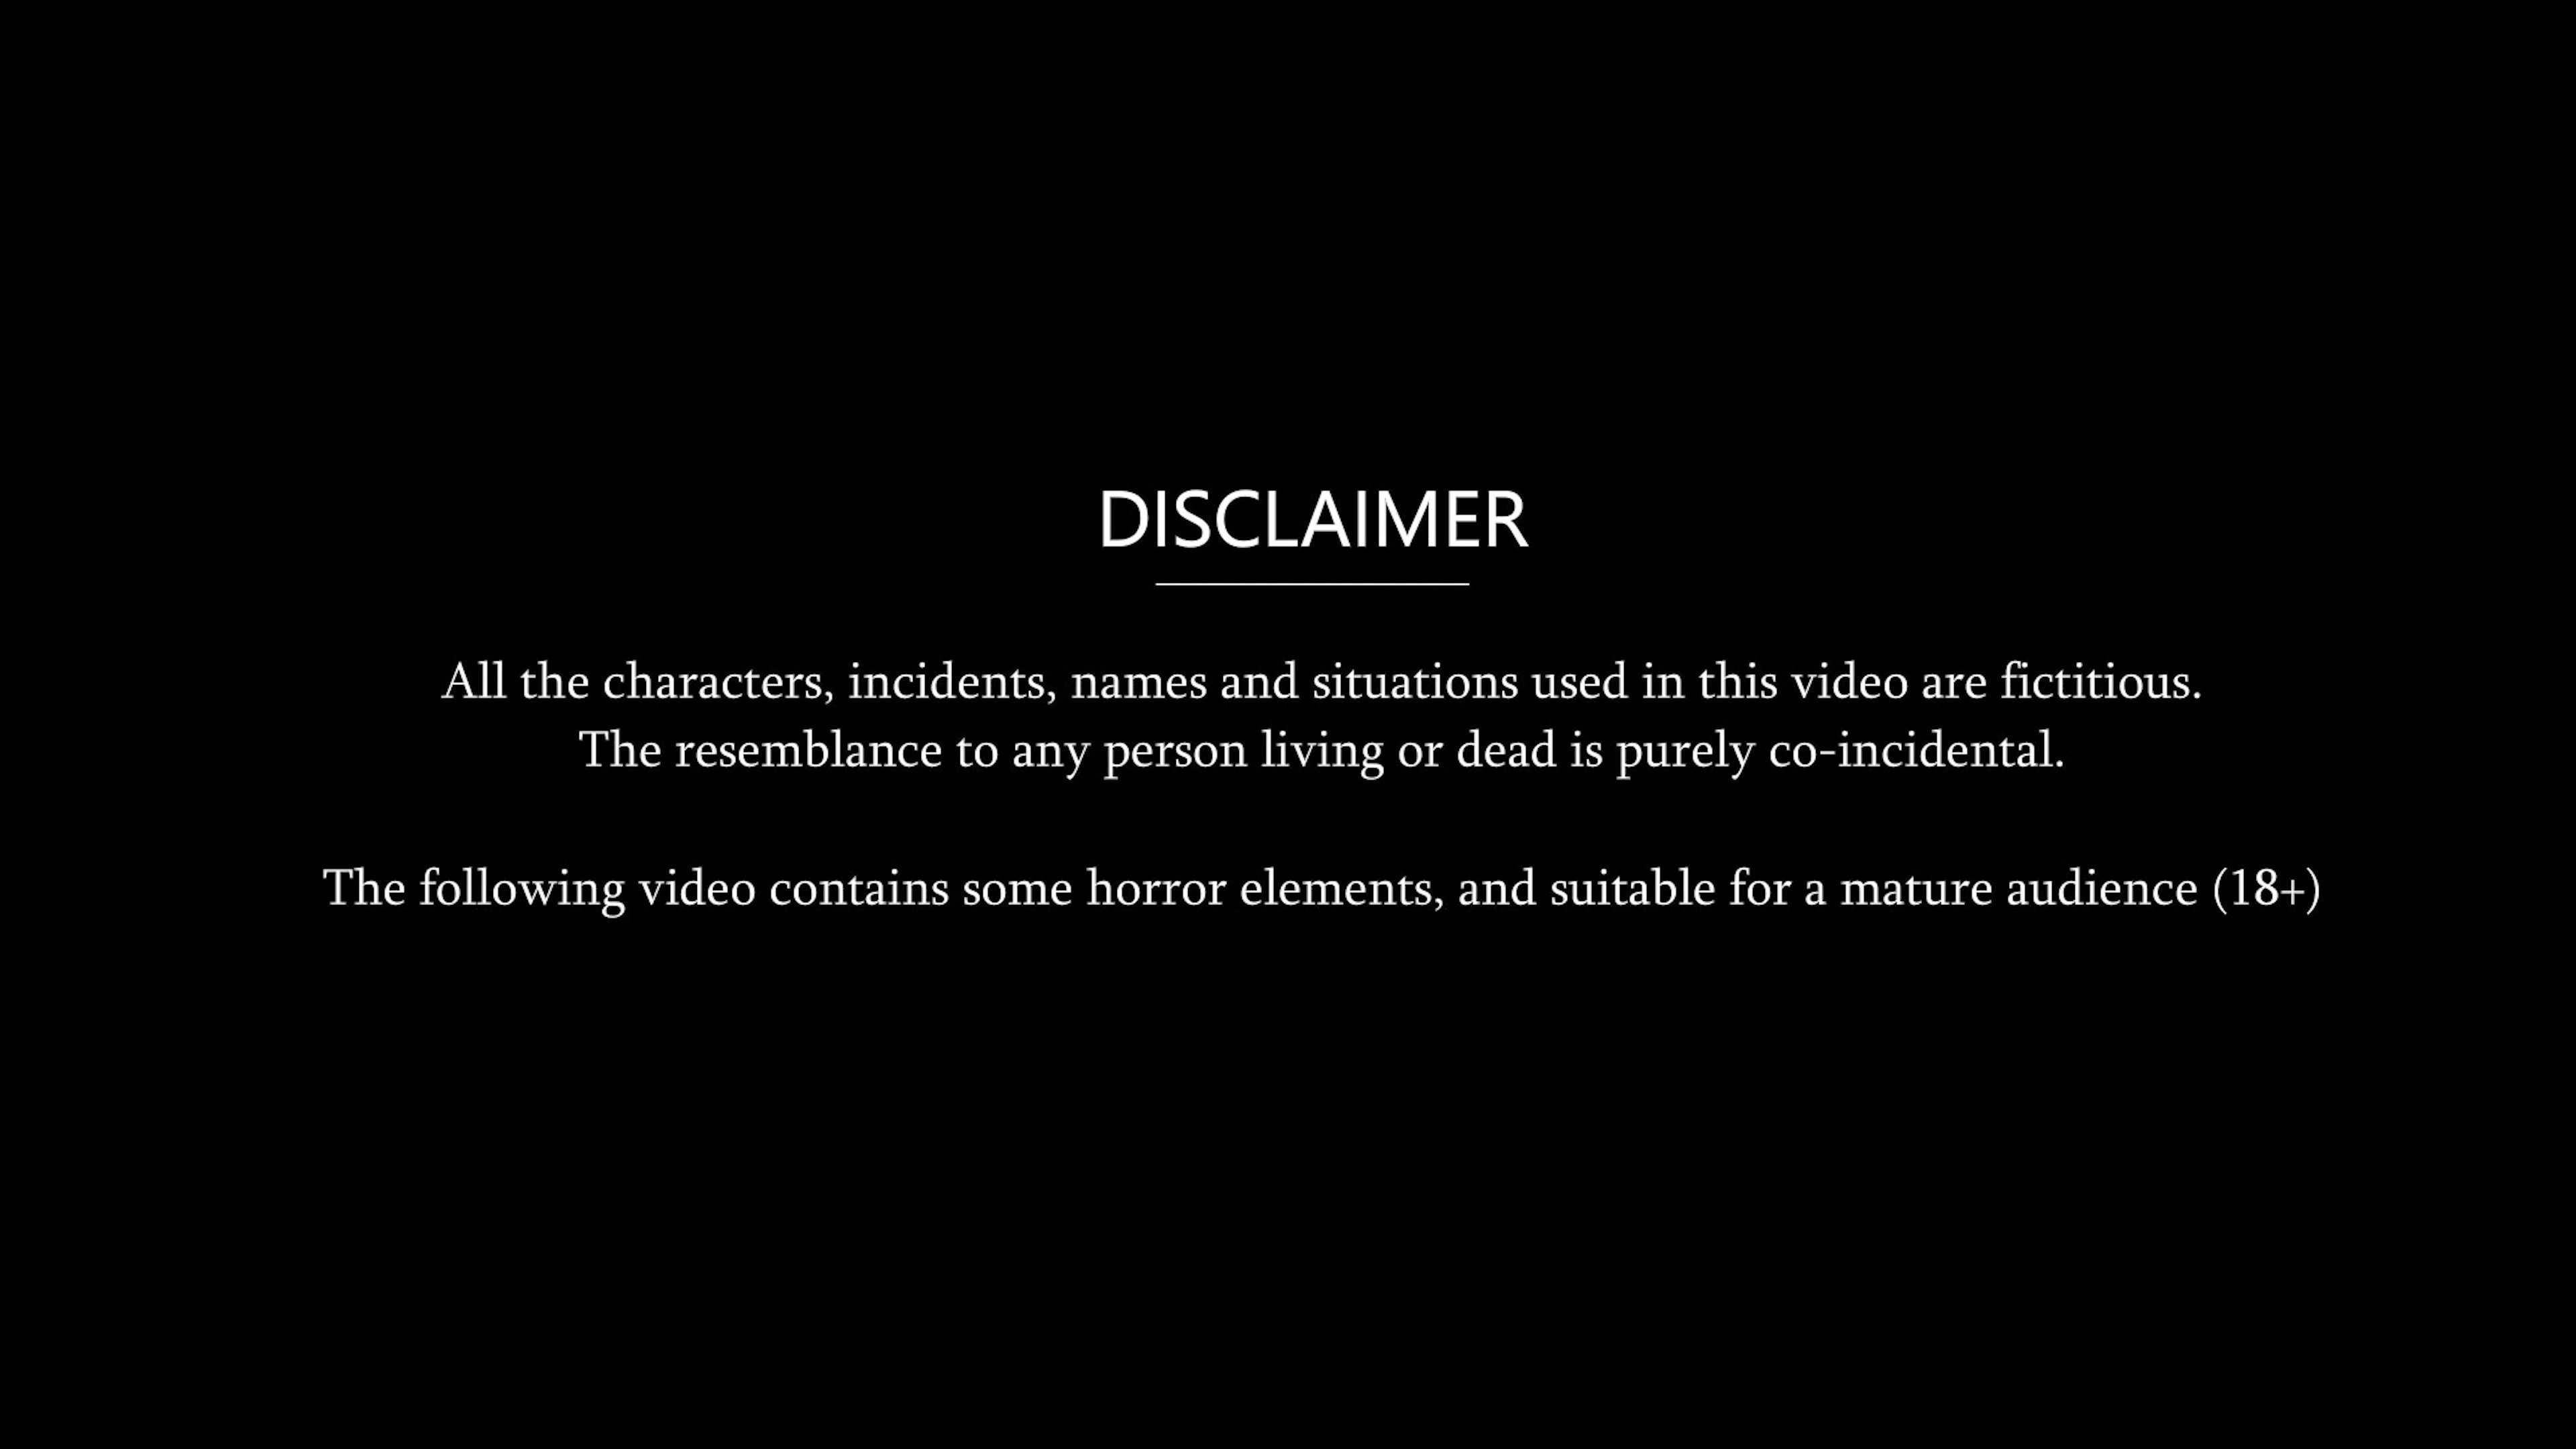 DISCLAIMER
All the characters, incidents, names and situations used in this video are fictitious.
The resemblance to any person living or dead is purely co-incidental.
The following video contains some horror elements, and suitable for a mature audience (18+)